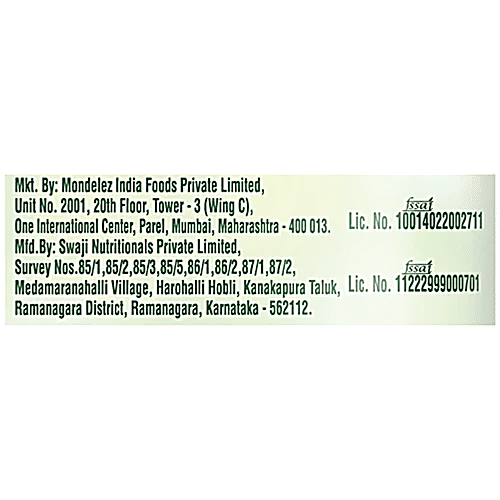 Mkt. By: Mondelez India Foods Private Limited,
Unit No. 2001, 20th Floor, Tower - 3 (Wing C),
One International Center, Parel, Mumbai, Maharashtra - 400 013.
fssai
Lic. No. 10014022002711
Mfd.By: Swaji Nutritionals Private Limited,
Survey Nos.85/1,85/2,85/3,85/5,86/1,86/2,87/1,87/2,
Medamaranahalli Village, Harohalli Hobli, Kanakapura Taluk,
Ramanagara District, Ramanagara, Karnataka - 562112.
fssai
Lic. No. 11222999000701